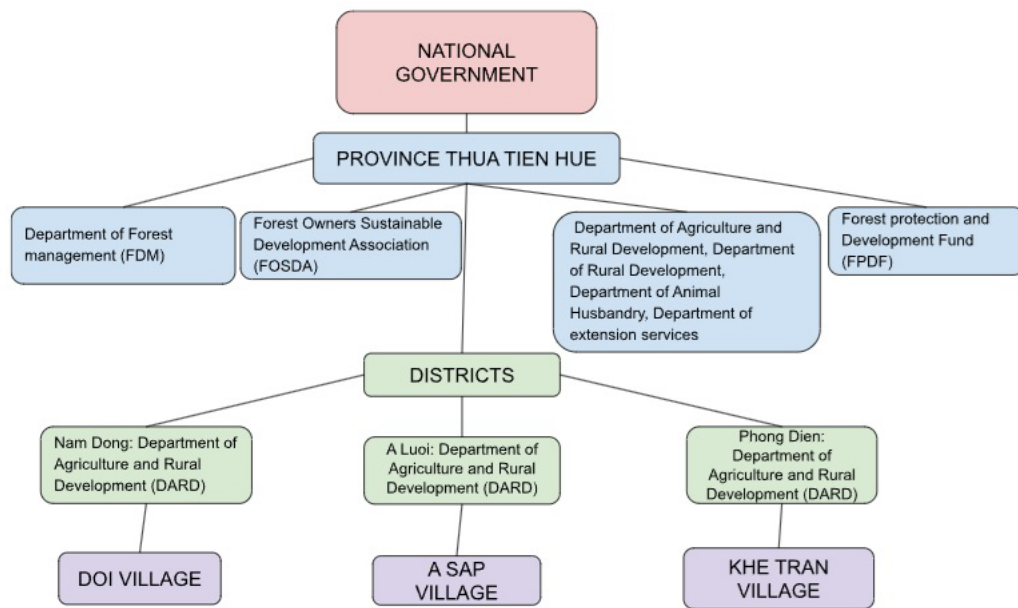 NATIONAL
GOVERNMENT
PROVINCE THUA TIEN HUE
Department of Forest
management (FDM)
Forest Owners Sustainable
Development Association
(FOSDA)
Department of Agriculture and
Rural Development, Department
of Rural Development,
Department of Animal
Husbandry, Department of
extension services
Forest protection and
Development Fund
(FPDF)
DISTRICTS
Nam Dong: Department of
Agriculture and Rural
Development (DARD)
A Luoi: Department of
Agriculture and Rural
Development (DARD)
Phong Dien:
Department of
Agriculture and Rural
Development (DARD)
DOI VILLAGE
A SAP
VILLAGE
KHE TRAN
VILLAGE